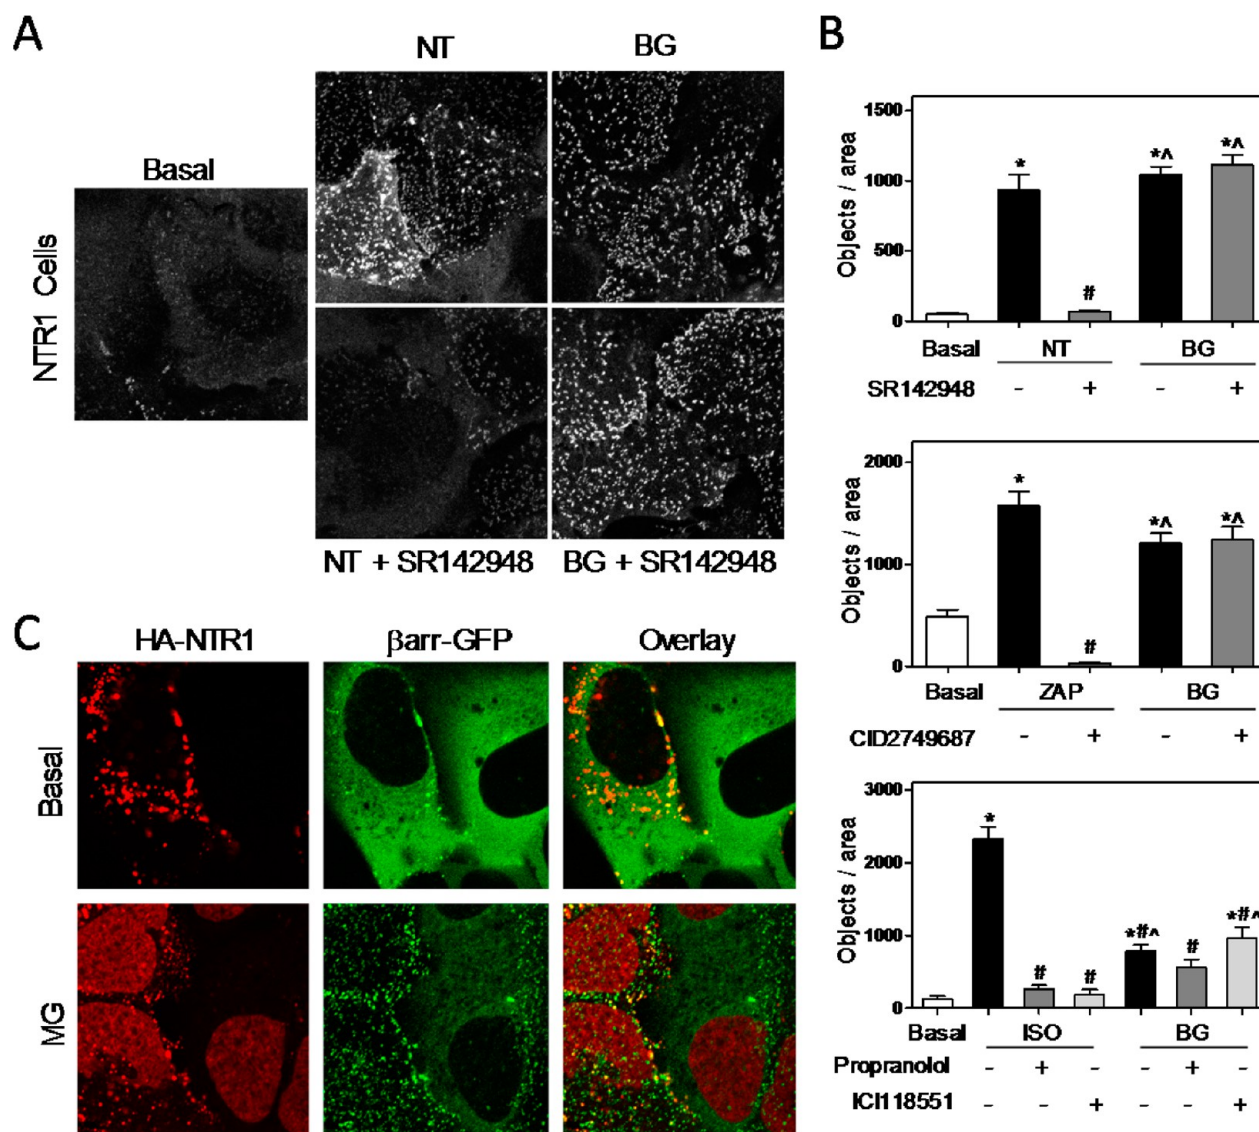 A
NT
BG
Basal
NTR1 Cells
NT + SR142948
BG + SR142948
B
Objects / area
1500
1000
500
0
*
#
*^
*^
Basal
NT
BG
SR142948
-
+
-
+
Objects / area
2000
1000
0
*
#
*^
*^
Basal
ZAP
BG
CID2749687
-
+
-
+
Objects / area
3000
2000
1000
0
*
#
#
*#^
#
*#^
Basal
ISO
BG
Propranolol
- + - - + -
ICI118551
- - + - - +
C
HA-NTR1
βarr-GFP
Overlay
Basal
MG